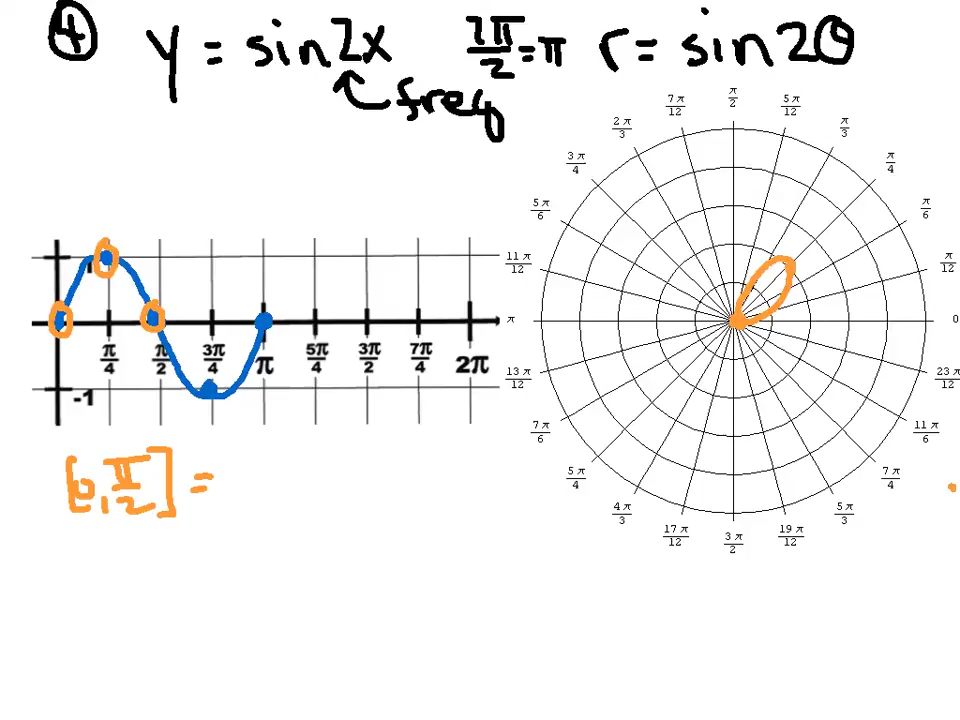 ④ y = sin2x 2π/2 = π r = sin2θ
freq
π/2
7π/12 5π/12
2π/3 π/3
3π/4 π/4
5π/6 π/6
11π/12 π/12
1
π 0
π/4 π/2 3π/4 π 5π/4 3π/2 7π/4 2π
-1
13π/12 23π/12
7π/6 11π/6
[0, π/2] =
5π/4 7π/4
4π/3 5π/3
17π/12 19π/12
3π/2